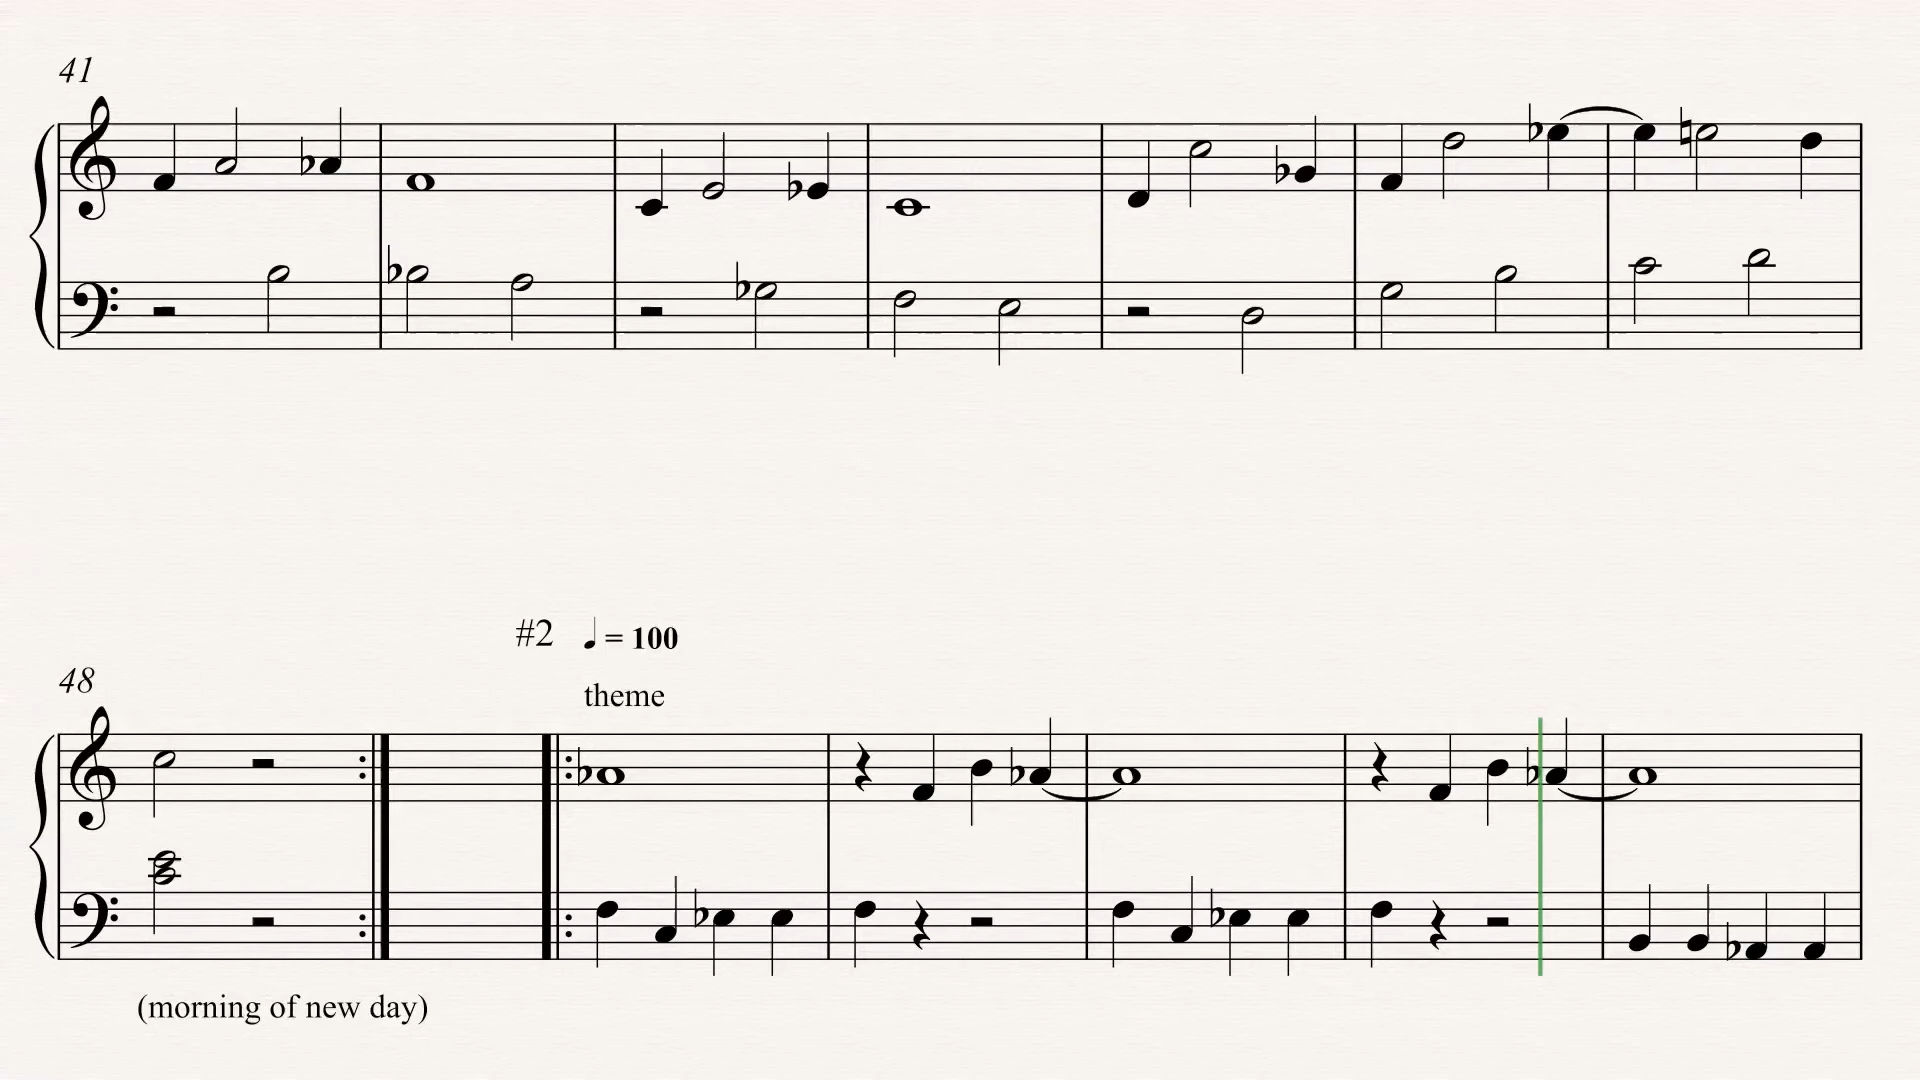 41
#2 ♩ = 100
48
theme
(morning of new day)